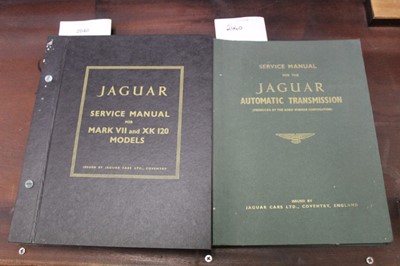 JAGUAR
SERVICE MANUAL
FOR
MARK VII and XK 120
MODELS
ISSUED BY JAGUAR CARS LTD., COVENTRY
SERVICE MANUAL
FOR THE
JAGUAR
AUTOMATIC TRANSMISSION
ISSUED BY
JAGUAR CARS LTD., COVENTRY, ENGLAND